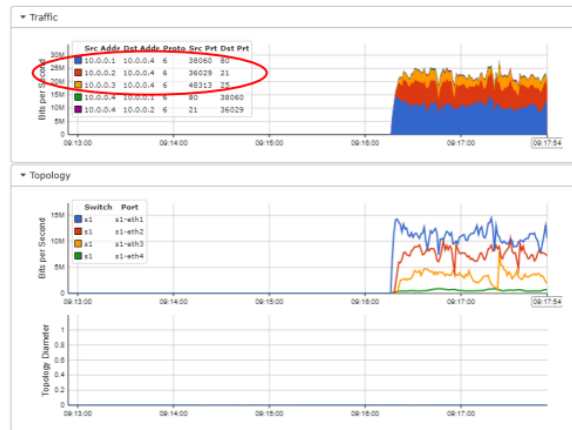 Traffic
Bits per Second
30M
25M
20M
15M
10M
5M
0
Src Addr Dst Addr Proto Src Prt Dst Prt
10.0.0.1 10.0.0.4 6 38060 80
10.0.0.2 10.0.0.4 6 36029 21
10.0.0.3 10.0.0.4 6 48313 25
10.0.0.4 10.0.0.1 6 80 38060
10.0.0.4 10.0.0.2 6 21 36029
09:13:00 09:14:00 09:15:00 09:16:00 09:17:00 09:17:54
Topology
Bits per Second
15M
10M
5M
0
Switch Port
s1 s1-eth1
s1 s1-eth2
s1 s1-eth3
s1 s1-eth4
09:13:00 09:14:00 09:15:00 09:16:00 09:17:00 09:17:54
Topology Diameter
1
0.8
0.6
0.4
0.2
0
09:13:00 09:14:00 09:15:00 09:16:00 09:17:00